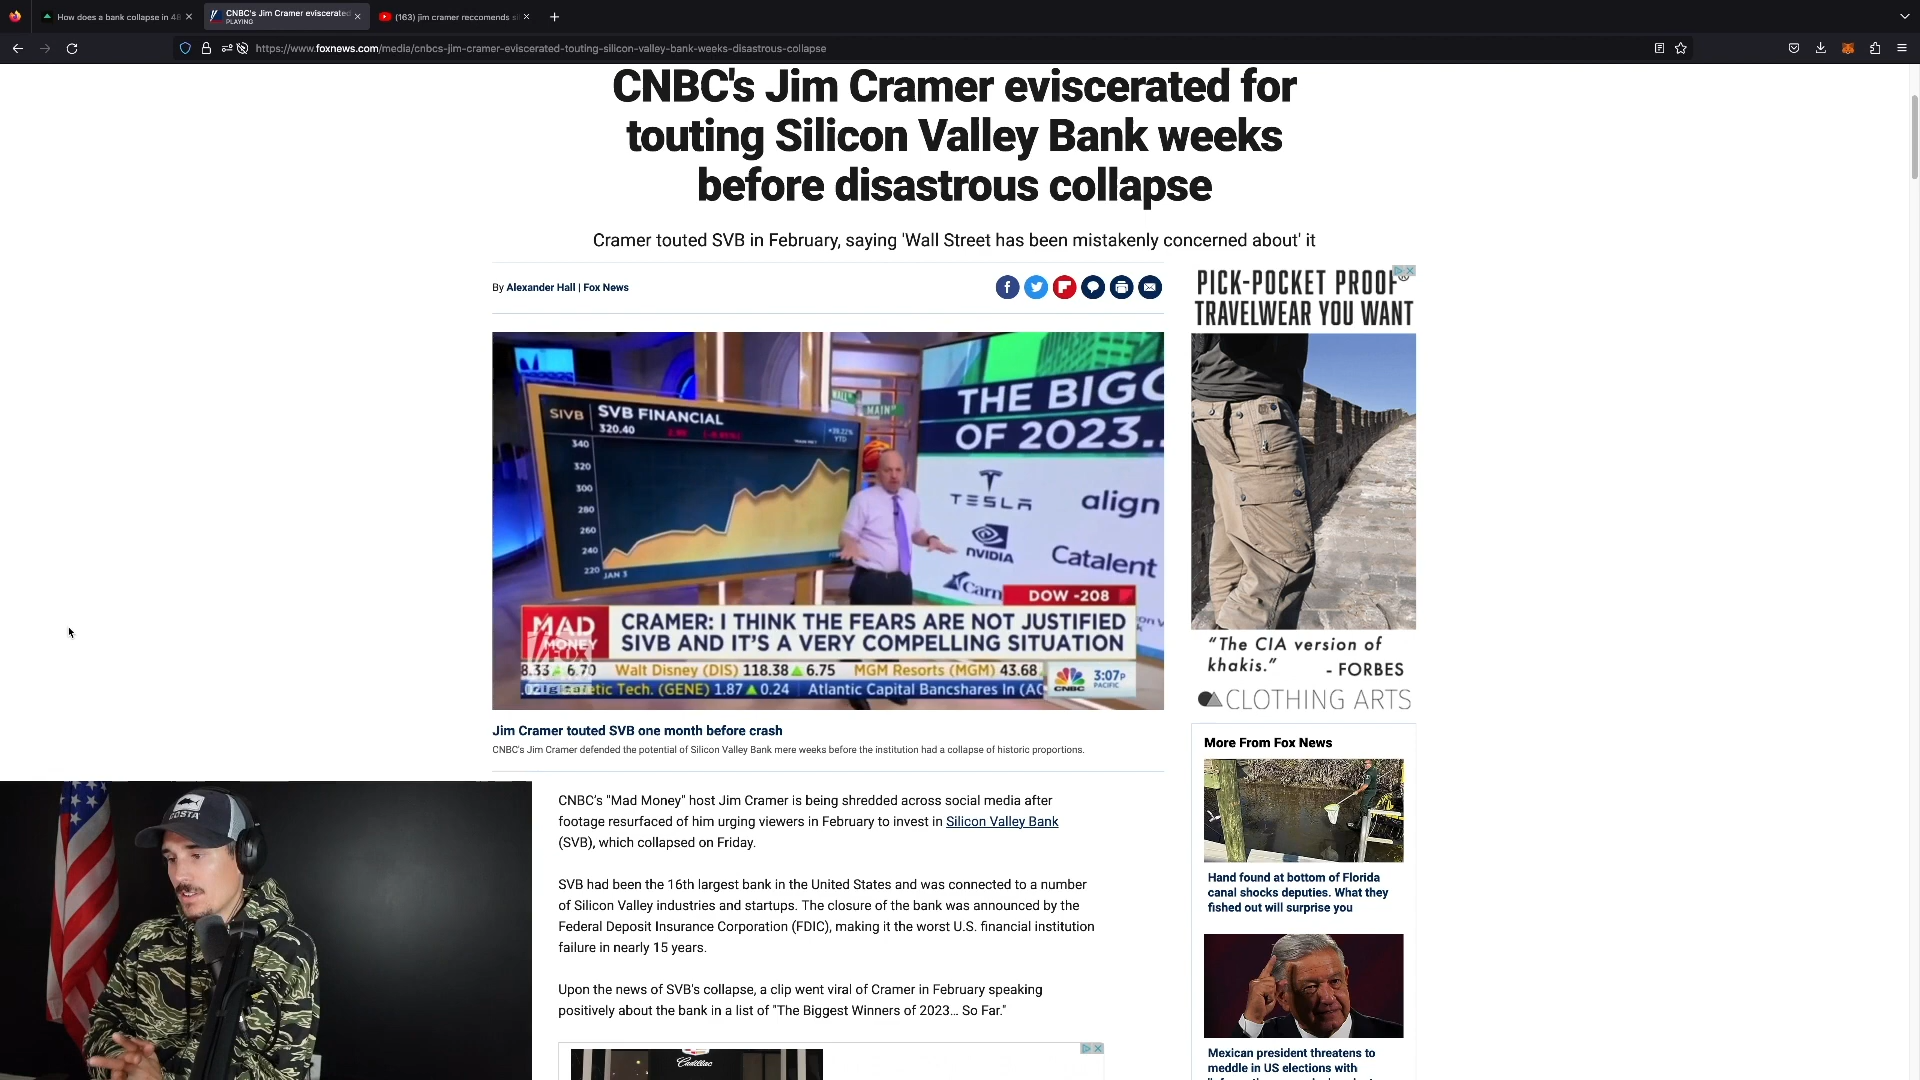 How does a bank collapse in 48
CNBC's Jim Cramer eviscerated
PLAYING
(163) jim cramer reccomends si
https://www.foxnews.com/media/cnbcs-jim-cramer-eviscerated-touting-silicon-valley-bank-weeks-disastrous-collapse
CNBC's Jim Cramer eviscerated for
touting Silicon Valley Bank weeks
before disastrous collapse
Cramer touted SVB in February, saying 'Wall Street has been mistakenly concerned about' it
By Alexander Hall | Fox News
SIVB SVB FINANCIAL
320.40
+39.22%
YTD
340
320
300
280
260
240
220
JAN 3
WALL
MAIN
THE BIGG
OF 2023..
TESLA
align
NVIDIA
Catalent
Carn
DOW -208
MAD
MONEY
CRAMER: I THINK THE FEARS ARE NOT JUSTIFIED
SIVB AND IT'S A VERY COMPELLING SITUATION
8.33 6.70 Walt Disney (DIS) 118.38 6.75 MGM Resorts (MGM) 43.68
etic Tech. (GENE) 1.87 0.24 Atlantic Capital Bancshares In (AC
CNBC
3:07P
PACIFIC
Jim Cramer touted SVB one month before crash
CNBC's Jim Cramer defended the potential of Silicon Valley Bank mere weeks before the institution had a collapse of historic proportions.
CNBC's "Mad Money" host Jim Cramer is being shredded across social media after
footage resurfaced of him urging viewers in February to invest in Silicon Valley Bank
(SVB), which collapsed on Friday.
SVB had been the 16th largest bank in the United States and was connected to a number
of Silicon Valley industries and startups. The closure of the bank was announced by the
Federal Deposit Insurance Corporation (FDIC), making it the worst U.S. financial institution
failure in nearly 15 years.
Upon the news of SVB's collapse, a clip went viral of Cramer in February speaking
positively about the bank in a list of "The Biggest Winners of 2023... So Far."
Cadillac
PICK-POCKET PROOF®
TRAVELWEAR YOU WANT
"The CIA version of
khakis."
- FORBES
CLOTHING ARTS
More From Fox News
Hand found at bottom of Florida
canal shocks deputies. What they
fished out will surprise you
Mexican president threatens to
meddle in US elections with
COSTA